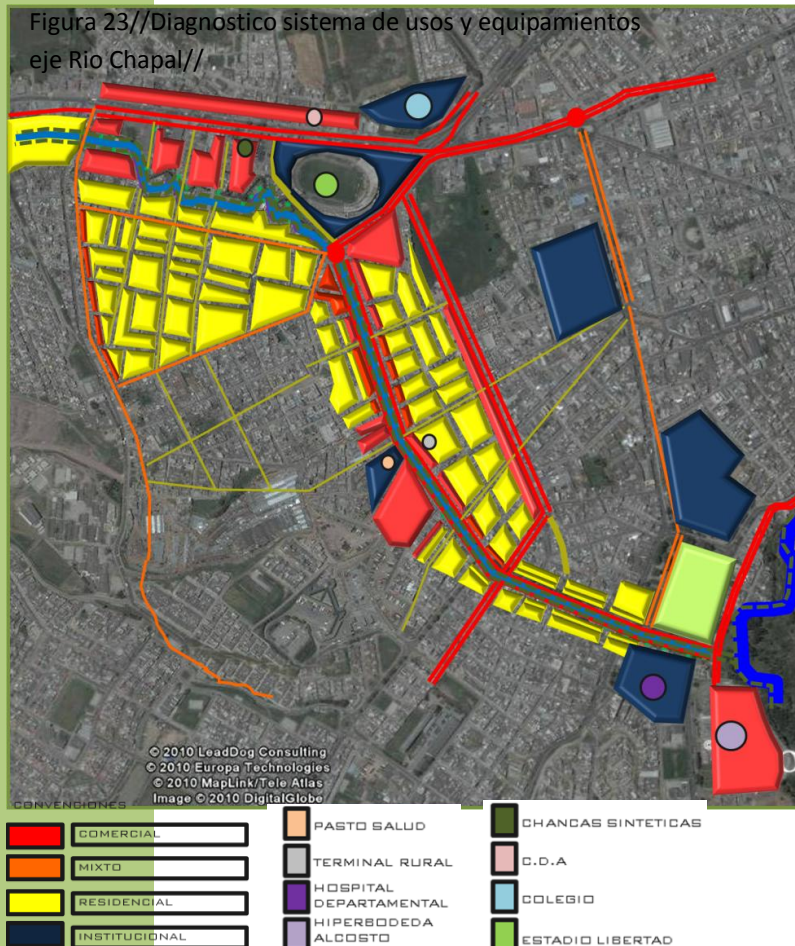 Figura 23//Diagnostico sistema de usos y equipamientos
eje Rio Chapal//
© 2010 LeadDog Consulting
© 2010 Europa Technologies
© 2010 MapLink/Tele Atlas
Image © 2010 DigitalGlobe
CONVENCIONES
COMERCIAL
MIXTO
RESIDENCIAL
INSTITUCIONAL
PASTO SALUD
TERMINAL RURAL
HOSPITAL
DEPARTAMENTAL
HIPERBODEGA
ALCOSTO
CHANCAS SINTETICAS
C.D.A
COLEGIO
ESTADIO LIBERTAD